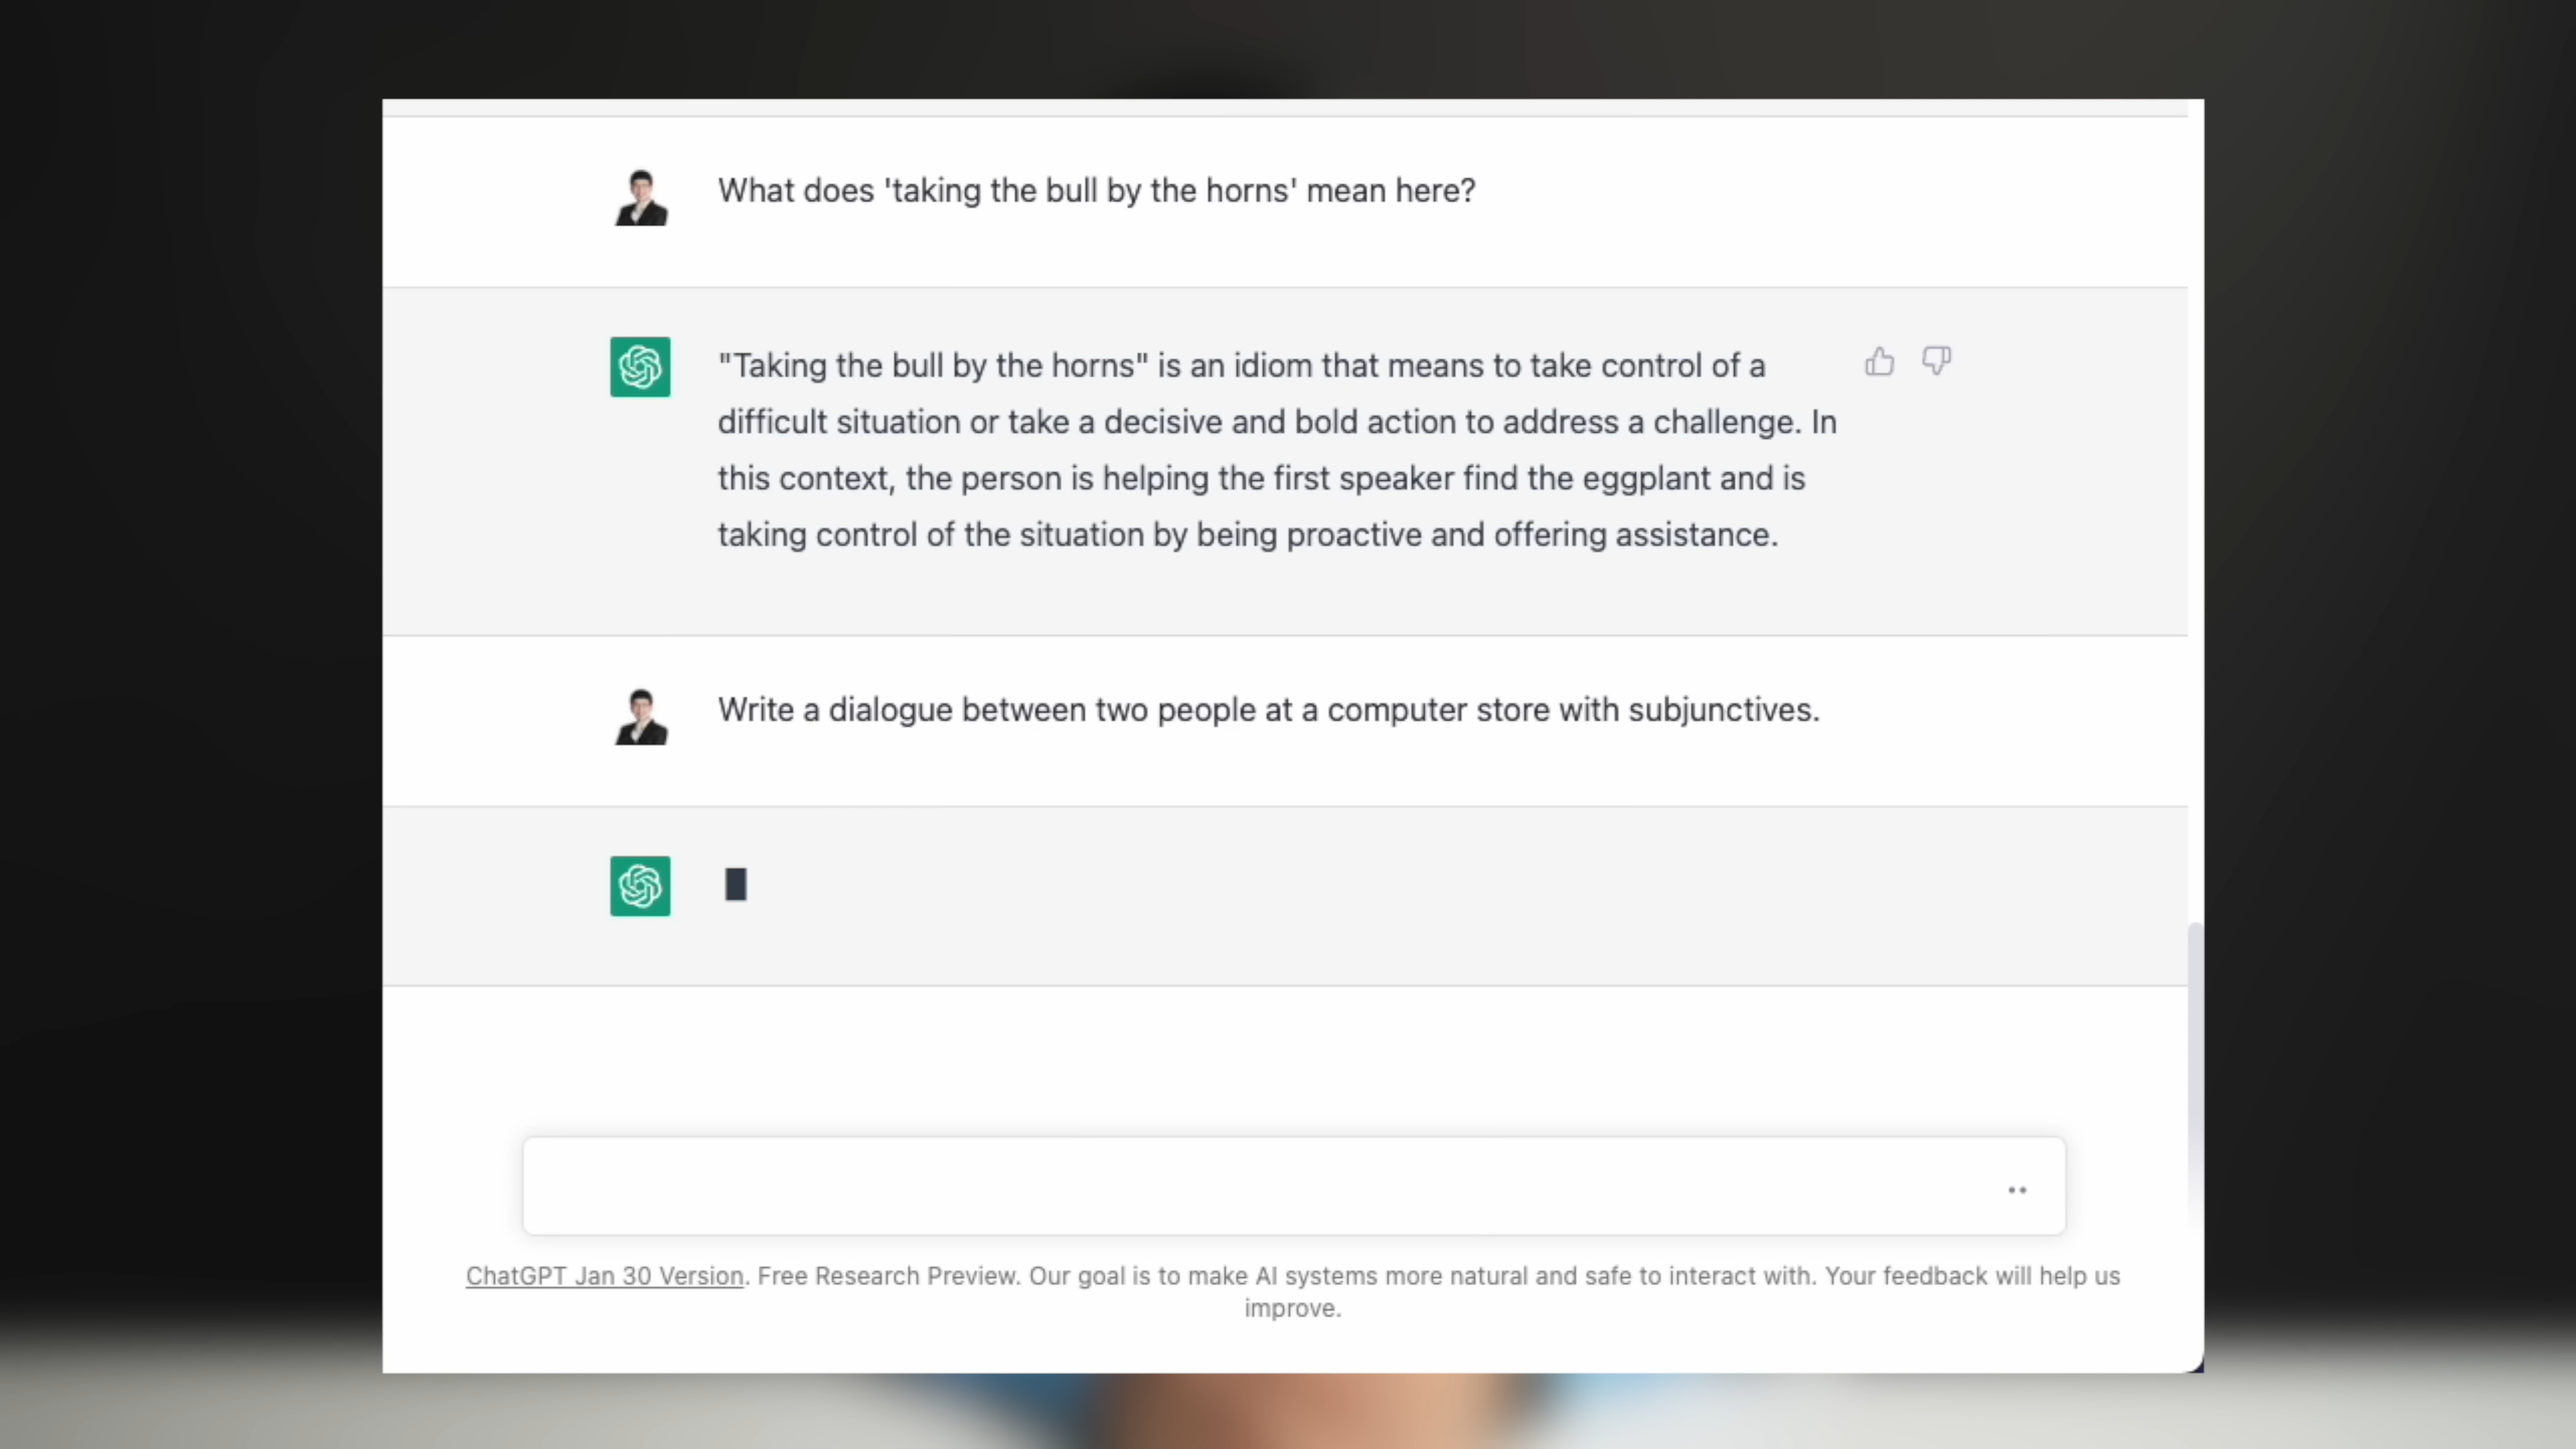 What does 'taking the bull by the horns' mean here?
"Taking the bull by the horns" is an idiom that means to take control of a
difficult situation or take a decisive and bold action to address a challenge. In
this context, the person is helping the first speaker find the eggplant and is
taking control of the situation by being proactive and offering assistance.
Write a dialogue between two people at a computer store with subjunctives.
ChatGPT Jan 30 Version. Free Research Preview. Our goal is to make AI systems more natural and safe to interact with. Your feedback will help us
improve.